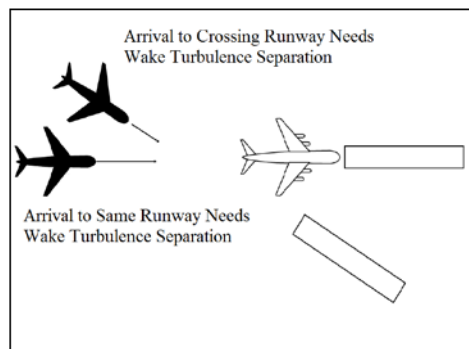 Arrival to Crossing Runway Needs
Wake Turbulence Separation
Arrival to Same Runway Needs
Wake Turbulence Separation